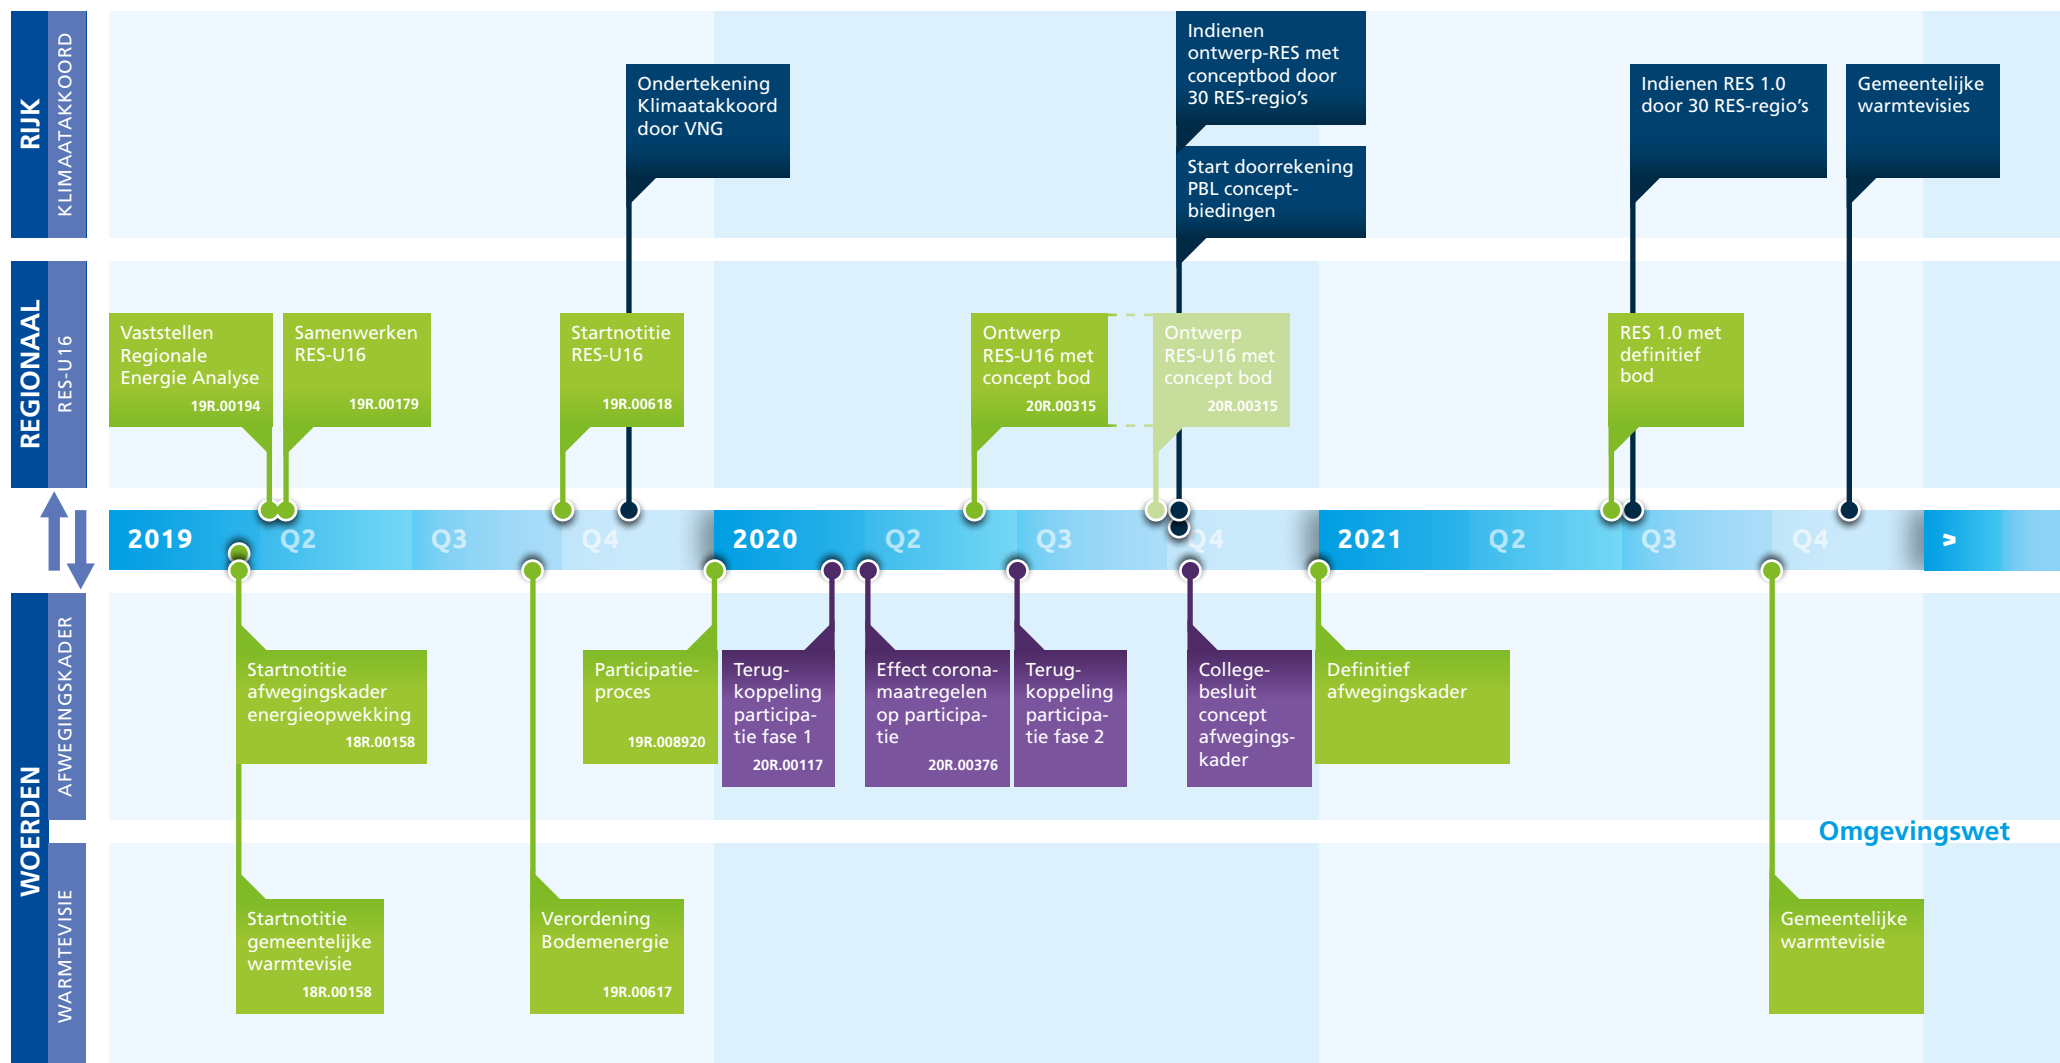 RIJK
KLIMAATAKKOORD
Ondertekening
Klimaatakkoord
door VNG
Indienen
ontwerp-RES met
conceptbod door
30 RES-regio's
Start doorrekening
PBL concept-
biedingen
Indienen RES 1.0
door 30 RES-regio's
Gemeentelijke
warmtevisies
REGIONAAL
RES-U16
Vaststellen
Regionale
Energie Analyse
19R.00194
Samenwerken
RES-U16
19R.00179
Startnotitie
RES-U16
19R.00618
Ontwerp
RES-U16 met
concept bod
20R.00315
Ontwerp
RES-U16 met
concept bod
20R.00315
RES 1.0 met
definitief
bod
2019 Q2 Q3 Q4 2020 Q2 Q3 Q4 2021 Q2 Q3 Q4 >
WOERDEN
AFWEGINGSKADER
Startnotitie
afwegingskader
energieopwekking
18R.00158
Participatie-
proces
19R.008920
Terug-
koppeling
participa-
tie fase 1
20R.00117
Effect corona-
maatregelen
op participa-
tie
20R.00376
Terug-
koppeling
participa-
tie fase 2
College-
besluit
concept
afwegings-
kader
Definitief
afwegingskader
Omgevingswet
WARMTEVISIE
Startnotitie
gemeentelijke
warmtevisie
18R.00158
Verordening
Bodemenergie
19R.00617
Gemeentelijke
warmtevisie